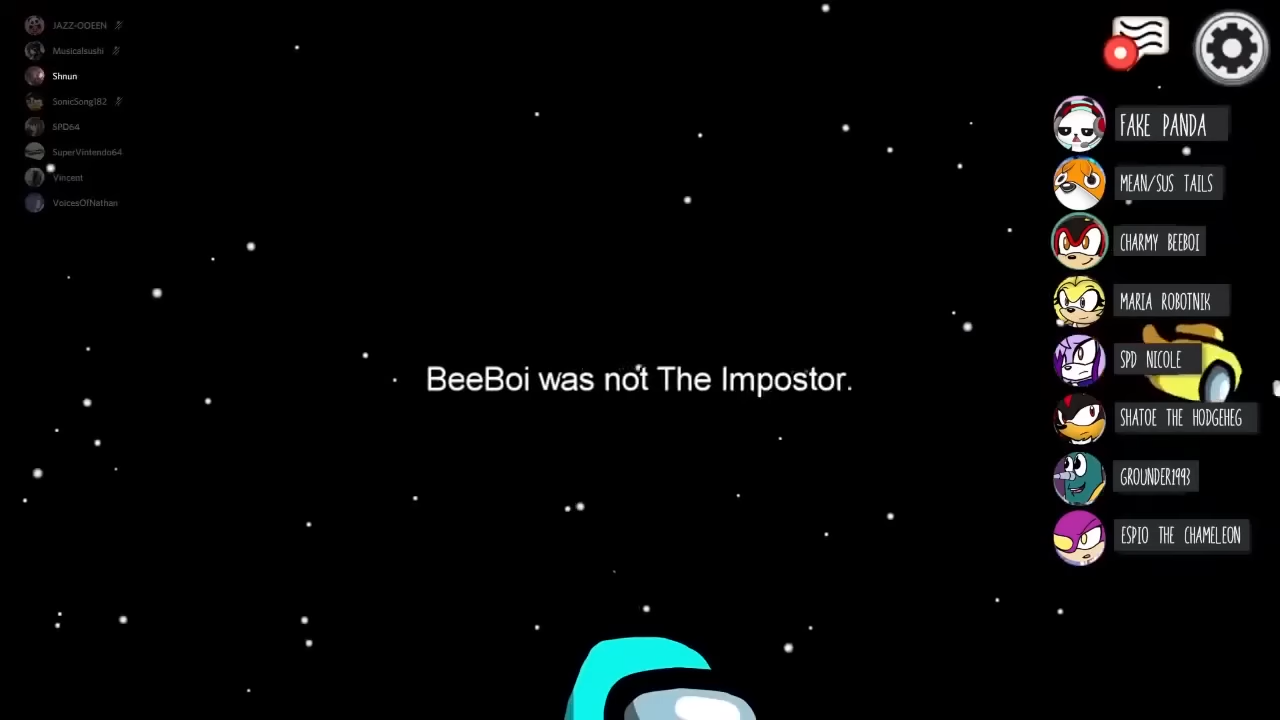 JAZZ-OOEEN
Musicalsushi
Shnun
SonicSong182
SPD64
SuperVintendo64
Vincent
VoicesOfNathan
BeeBoi was not The Impostor.
FAKE PANDA
MEAN/SUS TAILS
CHARMY BEEBOI
MARIA ROBOTNIK
SPD NICOLE
SHATOE THE HODGEHEG
GROUNDER1993
ESPIO THE CHAMELEON